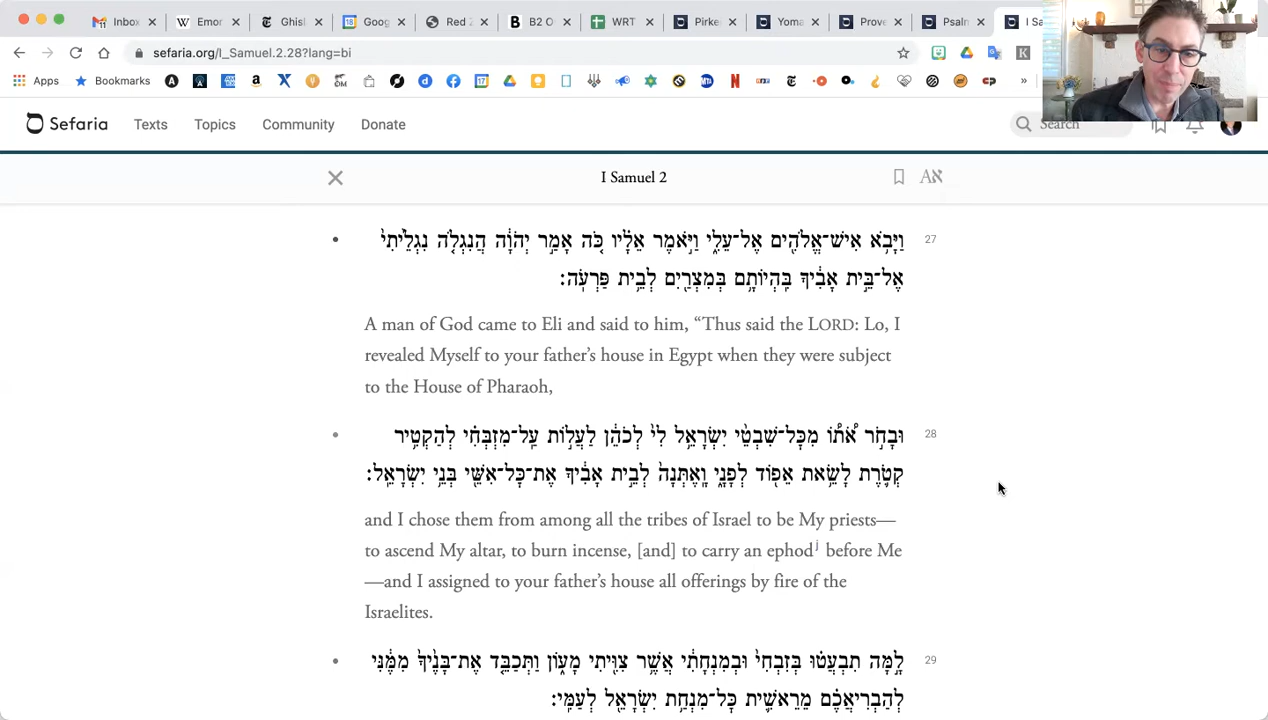 Inbox
Emor
Ghisl
Goog
Red 2
B2 O
WRT
Pirke
Yoma
Prove
Psaln
I Sa
sefaria.org/I_Samuel.2.28?lang=bi
Apps
Bookmarks
Sefaria
Texts
Topics
Community
Donate
Search
I Samuel 2
27
וַיָּבֹ֥א אִישׁ־אֱלֹהִ֖ים אֶל־עֵלִ֑י וַיֹּ֣אמֶר אֵלָ֗יו כֹּ֚ה אָמַ֣ר יְהֹוָ֔ה הֲנִגְלֹ֤ה נִגְלֵ֙יתִי֙
אֶל־בֵּ֣ית אָבִ֔יךָ בִּהְיוֹתָ֥ם בְּמִצְרַ֖יִם לְבֵ֥ית פַּרְעֹֽה׃
A man of God came to Eli and said to him, “Thus said the LORD: Lo, I
revealed Myself to your father’s house in Egypt when they were subject
to the House of Pharaoh,
28
וּבָחֹ֣ר אֹ֠ת֠וֹ מִכׇּל־שִׁבְטֵ֨י יִשְׂרָאֵ֥ל לִי֙ לְכֹהֵ֔ן לַעֲל֣וֹת עַֽל־מִזְבְּחִ֗י לְהַקְטִ֥יר
קְטֹ֛רֶת לָשֵׂ֥את אֵפ֖וֹד לְפָנָ֑י וָֽאֶתְּנָה֙ לְבֵ֣ית אָבִ֔יךָ אֶת־כׇּל־אִשֵּׁ֖י בְּנֵ֥י יִשְׂרָאֵֽל׃
and I chose them from among all the tribes of Israel to be My priests—
to ascend My altar, to burn incense, [and] to carry an ephod j before Me
—and I assigned to your father’s house all offerings by fire of the
Israelites.
29
לָ֣מָּה תִבְעֲט֗וּ בְּזִבְחִי֙ וּבְמִנְחָתִ֔י אֲשֶׁ֥ר צִוִּ֖יתִי מָע֑וֹן וַתְּכַבֵּ֤ד אֶת־בָּנֶ֙יךָ֙ מִמֶּ֔נִּי
לְהַבְרִיאֲכֶ֗ם מֵרֵאשִׁ֛ית כׇּל־מִנְחַ֥ת יִשְׂרָאֵ֖ל לְעַמִּֽי׃